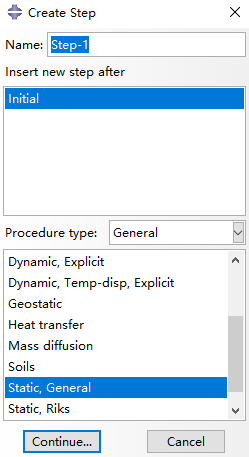 Create Step
Name: Step-1
Insert new step after
Initial
Procedure type: General
Dynamic, Explicit
Dynamic, Temp-disp, Explicit
Geostatic
Heat transfer
Mass diffusion
Soils
Static, General
Static, Riks
Continue... Cancel